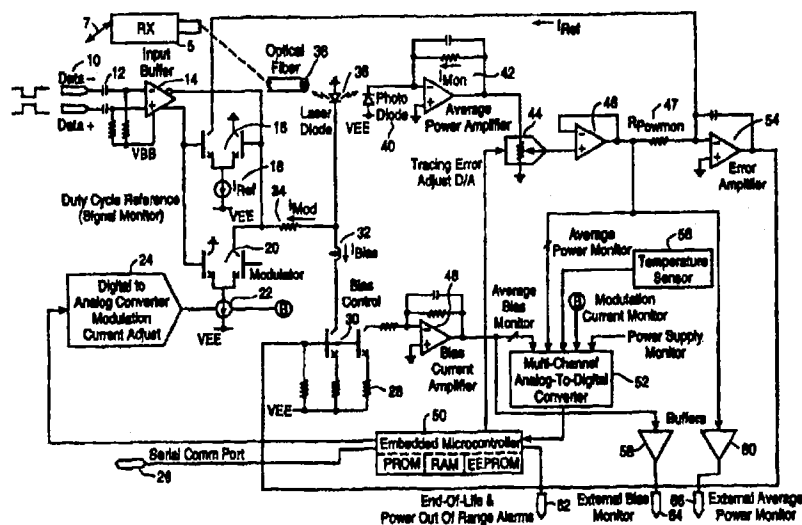 7
RX
5
Input
Buffer
10
Data-
12
14
Data+
VBB
16
18
IRef
VEE
Duty Cycle Reference
(Signal Monitor)
Optical
Fiber
36
38
Laser
Diode
Photo
Diode
VEE
40
IMon
42
Average
Power Amplifier
IRef
44
46
47
RPowmon
54
Error
Amplifier
Tracing Error
Adjust D/A
34
IMod
32
IBias
20
Modulator
24
Digital to
Analog Converter
Modulation
Current Adjust
22
VEE
B
Bias
Control
30
48
Bias
Current
Amplifier
28
VEE
Average
Bias
Monitor
Average
Power Monitor
56
Temperature
Sensor
B
Modulation
Current Monitor
Power Supply
Monitor
Multi-Channel
Analog-To-Digital
Converter
52
50
Embedded Microcontroller
PROM RAM EEPROM
Serial Comm Port
26
Buffers
58
60
End-Of-Life &
Power Out Of Range Alarms
62
External Bias
Monitor
64
66
External Average
Power Monitor